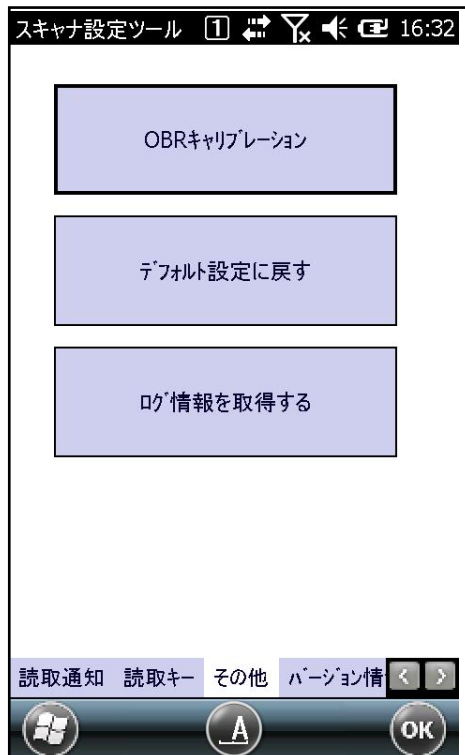 スキャナ設定ツール 1 16:32
OBRｷｬﾘﾌﾞﾚｰｼｮﾝ
ﾃﾞﾌｫﾙﾄ設定に戻す
ﾛｸﾞ情報を取得する
読取通知 読取ｷｰ その他 ﾊﾞｰｼﾞｮﾝ情
A OK